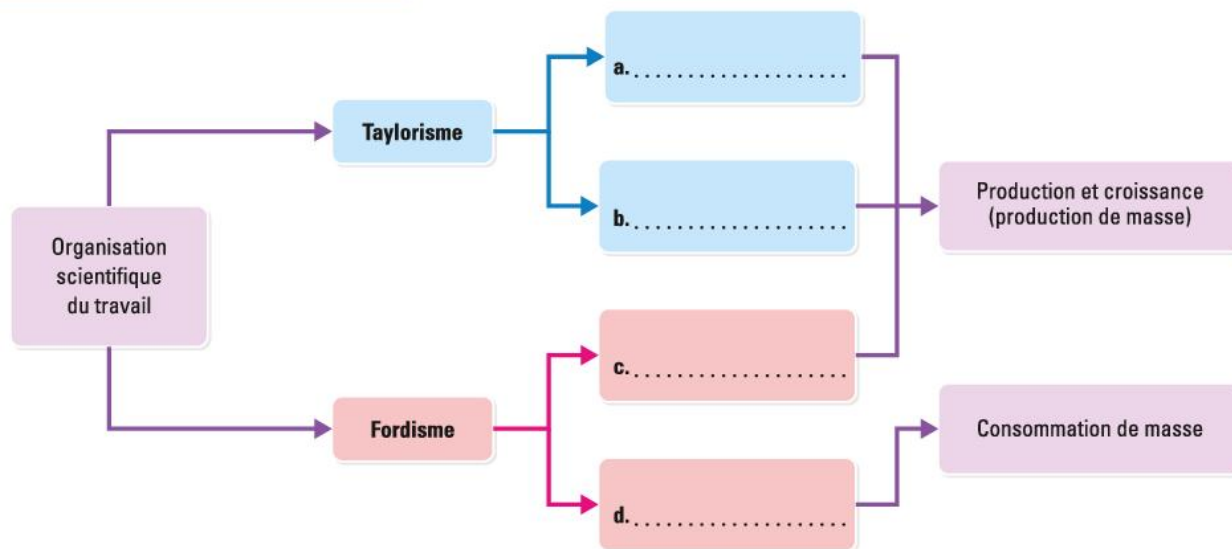 a. . . . . . . . . . . . . . . . . . . . .
Taylorisme
b. . . . . . . . . . . . . . . . . . . . .
Production et croissance
(production de masse)
Organisation
scientifique
du travail
c. . . . . . . . . . . . . . . . . . . . .
Fordisme
d. . . . . . . . . . . . . . . . . . . . .
Consommation de masse